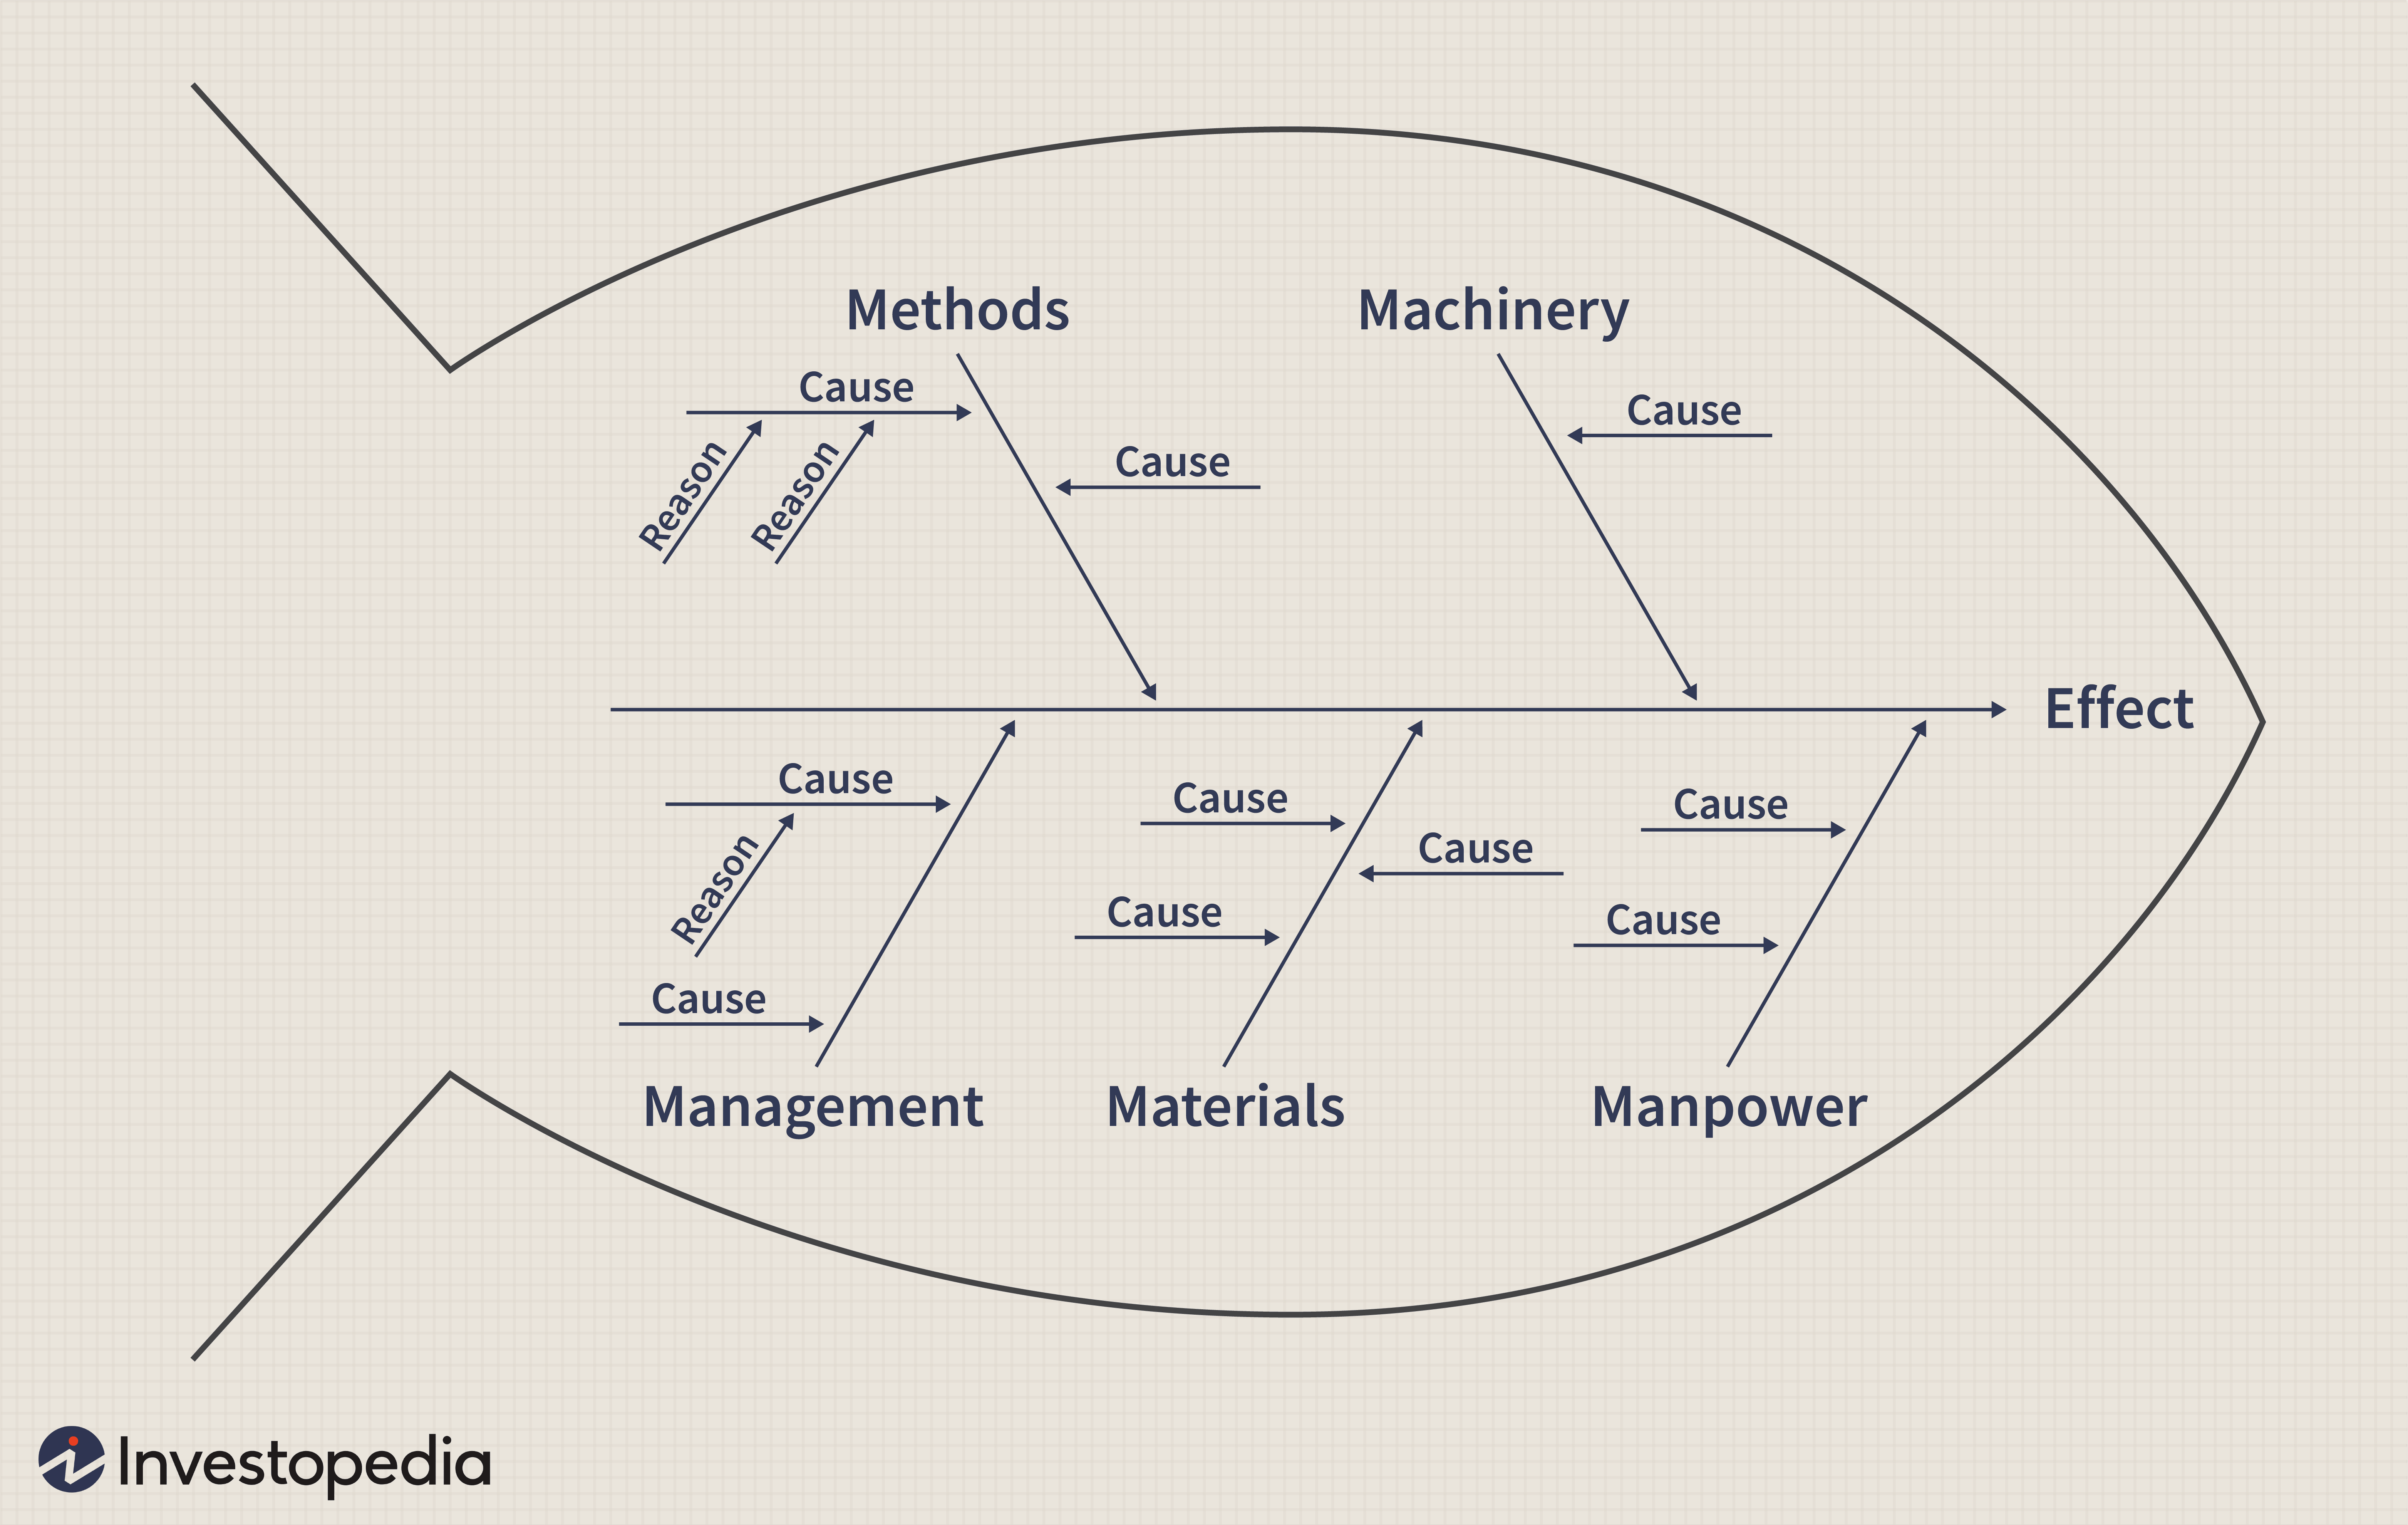 Methods
Machinery
Cause
Cause
Cause
Reason
Reason
Effect
Cause
Cause
Cause
Cause
Reason
Cause
Cause
Cause
Management
Materials
Manpower
Investopedia